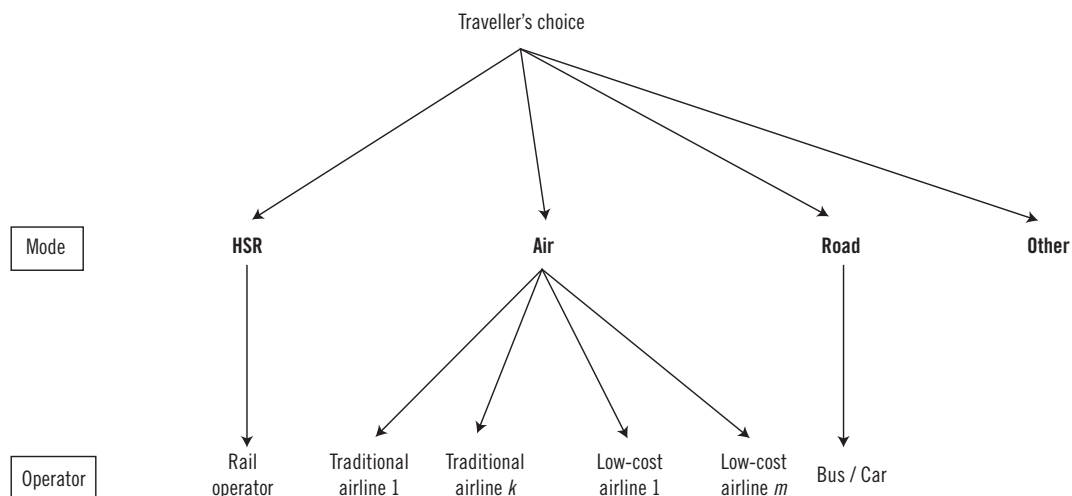 Traveller’s choice
Mode
HSR
Air
Road
Other
Operator
Rail
operator
Traditional
airline 1
Traditional
airline k
Low-cost
airline 1
Low-cost
airline m
Bus / Car